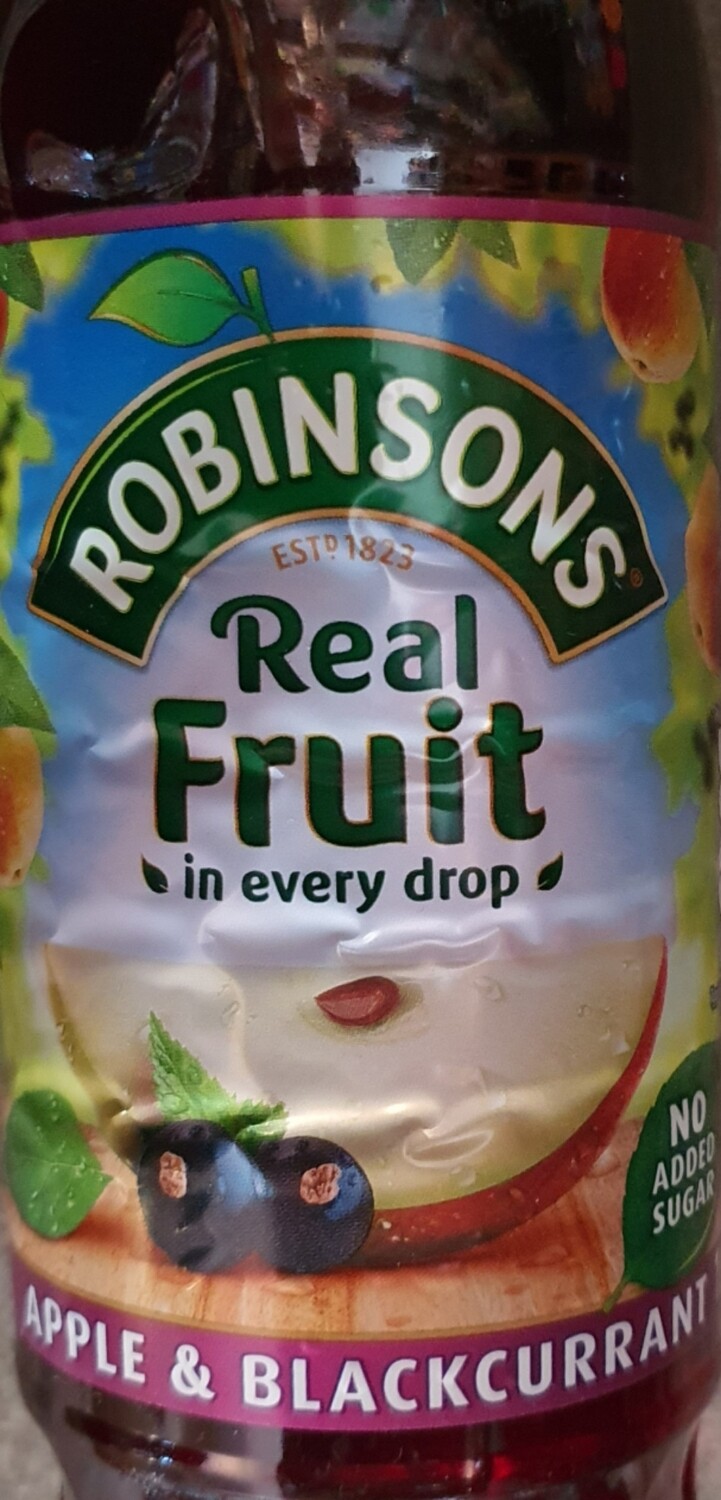 ROBINSONS®
ESTD 1823
Real
Fruit
in every drop
NO
ADDED
SUGAR
APPLE & BLACKCURRANT